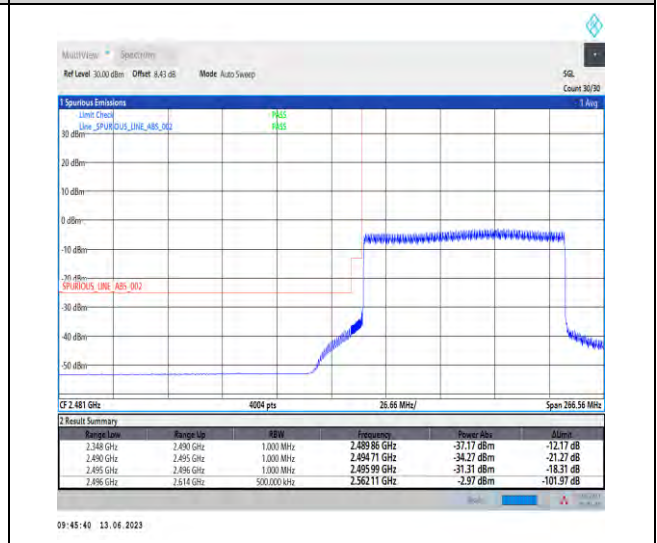 MultiView Spectrum
Ref Level 30.00 dBm Offset 8.43 dB Mode Auto Sweep SGL
Count 30/30
1 Spurious Emissions 1 Avg
Limit Check PASS
Line _SPURIOUS_LINE_ABS_002 PASS
30 dBm
20 dBm
10 dBm
0 dBm
-10 dBm
-20 dBm
SPURIOUS_LINE_ABS_002
-30 dBm
-40 dBm
-50 dBm
CF 2.481 GHz 4004 pts 26.66 MHz/ Span 266.56 MHz
2 Result Summary
Range Low Range Up RBW Frequency Power Abs ΔLimit
2.348 GHz 2.490 GHz 1.000 MHz 2.489 86 GHz -37.17 dBm -12.17 dB
2.490 GHz 2.495 GHz 1.000 MHz 2.494 71 GHz -34.27 dBm -21.27 dB
2.495 GHz 2.496 GHz 1.000 MHz 2.495 99 GHz -31.31 dBm -18.31 dB
2.496 GHz 2.614 GHz 500.000 kHz 2.562 11 GHz -2.97 dBm -101.97 dB
09:45:40 13.06.2023